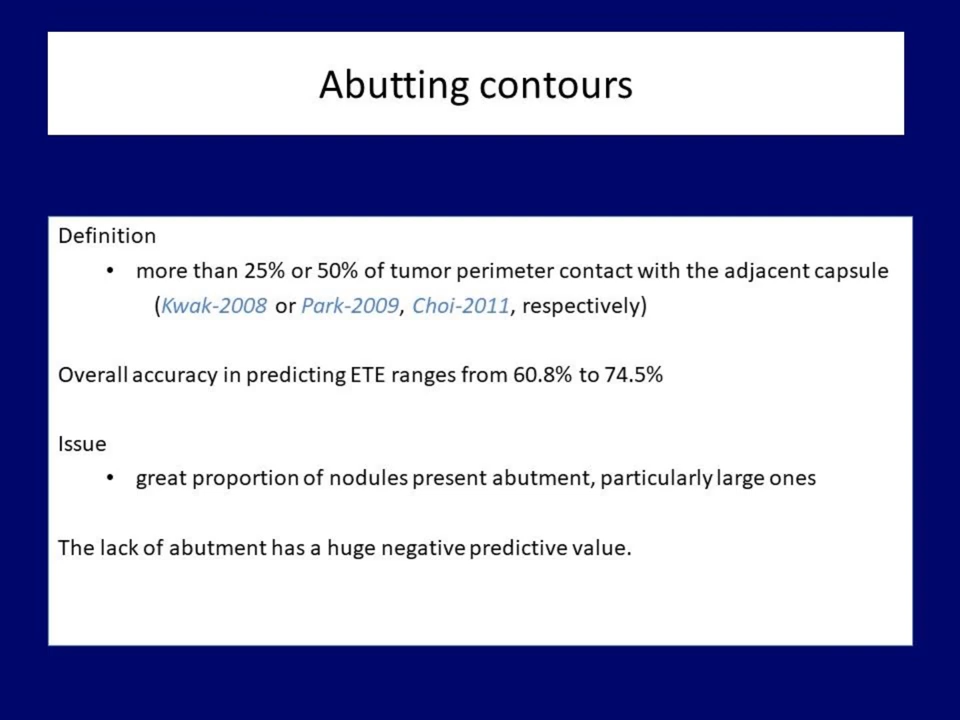 Abutting contours
Definition
• more than 25% or 50% of tumor perimeter contact with the adjacent capsule
(Kwak-2008 or Park-2009, Choi-2011, respectively)
Overall accuracy in predicting ETE ranges from 60.8% to 74.5%
Issue
• great proportion of nodules present abutment, particularly large ones
The lack of abutment has a huge negative predictive value.